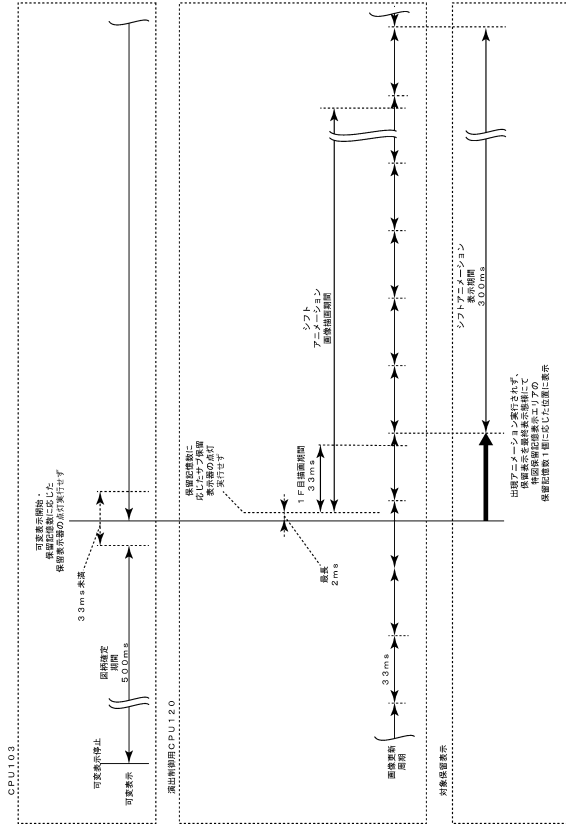 CPU103
可変表示開始・
保留記憶数に応じた
保留表示器の点灯実行せず
33ms未満
図柄確定
期間
500ms
可変表示停止
可変表示
演出制御用CPU120
保留記憶数に
応じたサブ保留
表示器の点灯
実行せず
最長
2ms
1F目描画期間
33ms
シフト
アニメーション
画像描画期間
33ms
画像更新
周期
対象保留表示
シフトアニメーション
表示期間
300ms
出現アニメーション実行されず、
保留表示を最終表示態様にて
特図保留記憶表示エリアの
保留記憶数1個に応じた位置に表示